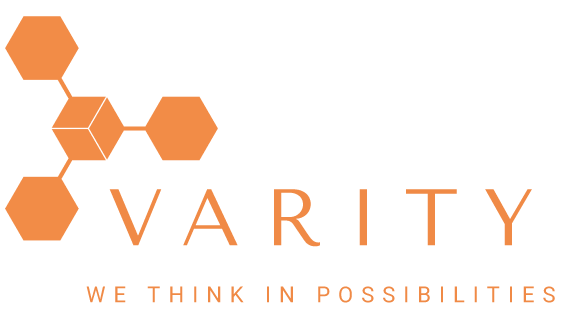 VARITY
WE THINK IN POSSIBILITIES